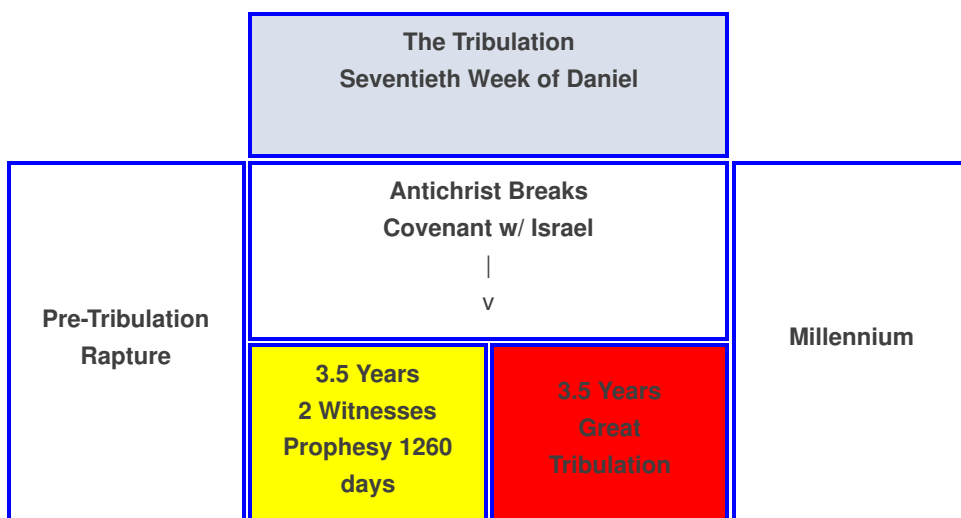 The Tribulation
Seventieth Week of Daniel
Pre-Tribulation
Rapture
Antichrist Breaks
Covenant w/ Israel
|
v
Millennium
3.5 Years
2 Witnesses
Prophesy 1260
days
3.5 Years
Great
Tribulation